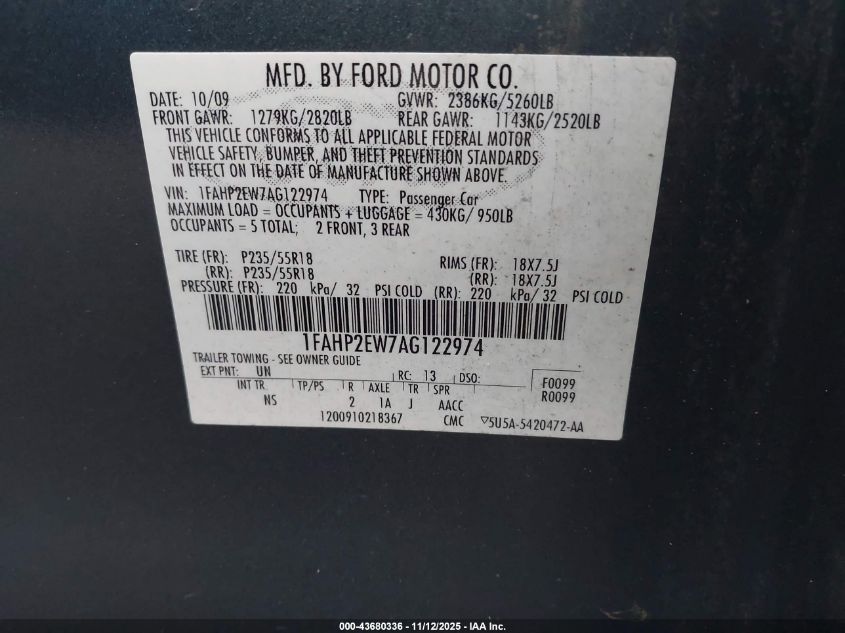 MFD. BY FORD MOTOR CO.
DATE: 10/09 GVWR: 2386KG/5260LB
FRONT GAWR: 1279KG/2820LB REAR GAWR: 1143KG/2520LB
THIS VEHICLE CONFORMS TO ALL APPLICABLE FEDERAL MOTOR
VEHICLE SAFETY, BUMPER, AND THEFT PREVENTION STANDARDS
IN EFFECT ON THE DATE OF MANUFACTURE SHOWN ABOVE.
VIN: 1FAHP2EW7AG122974 TYPE: Passenger Car
MAXIMUM LOAD = OCCUPANTS + LUGGAGE = 430KG/ 950LB
OCCUPANTS = 5 TOTAL; 2 FRONT, 3 REAR
TIRE (FR): P235/55R18 RIMS (FR): 18X7.5J
(RR): P235/55R18 (RR): 18X7.5J
PRESSURE (FR): 220 kPa/ 32 PSI COLD (RR): 220 kPa/ 32 PSI COLD
1FAHP2EW7AG122974
TRAILER TOWING - SEE OWNER GUIDE
EXT PNT: UN RC: 13 DSO: F0099
INT TR TP/PS R AXLE TR SPR R0099
NS 2 1A J AACC
1200910218367 CMC ▽5U5A-5420472-AA
000-43680336 - 11/12/2025 - IAA Inc.